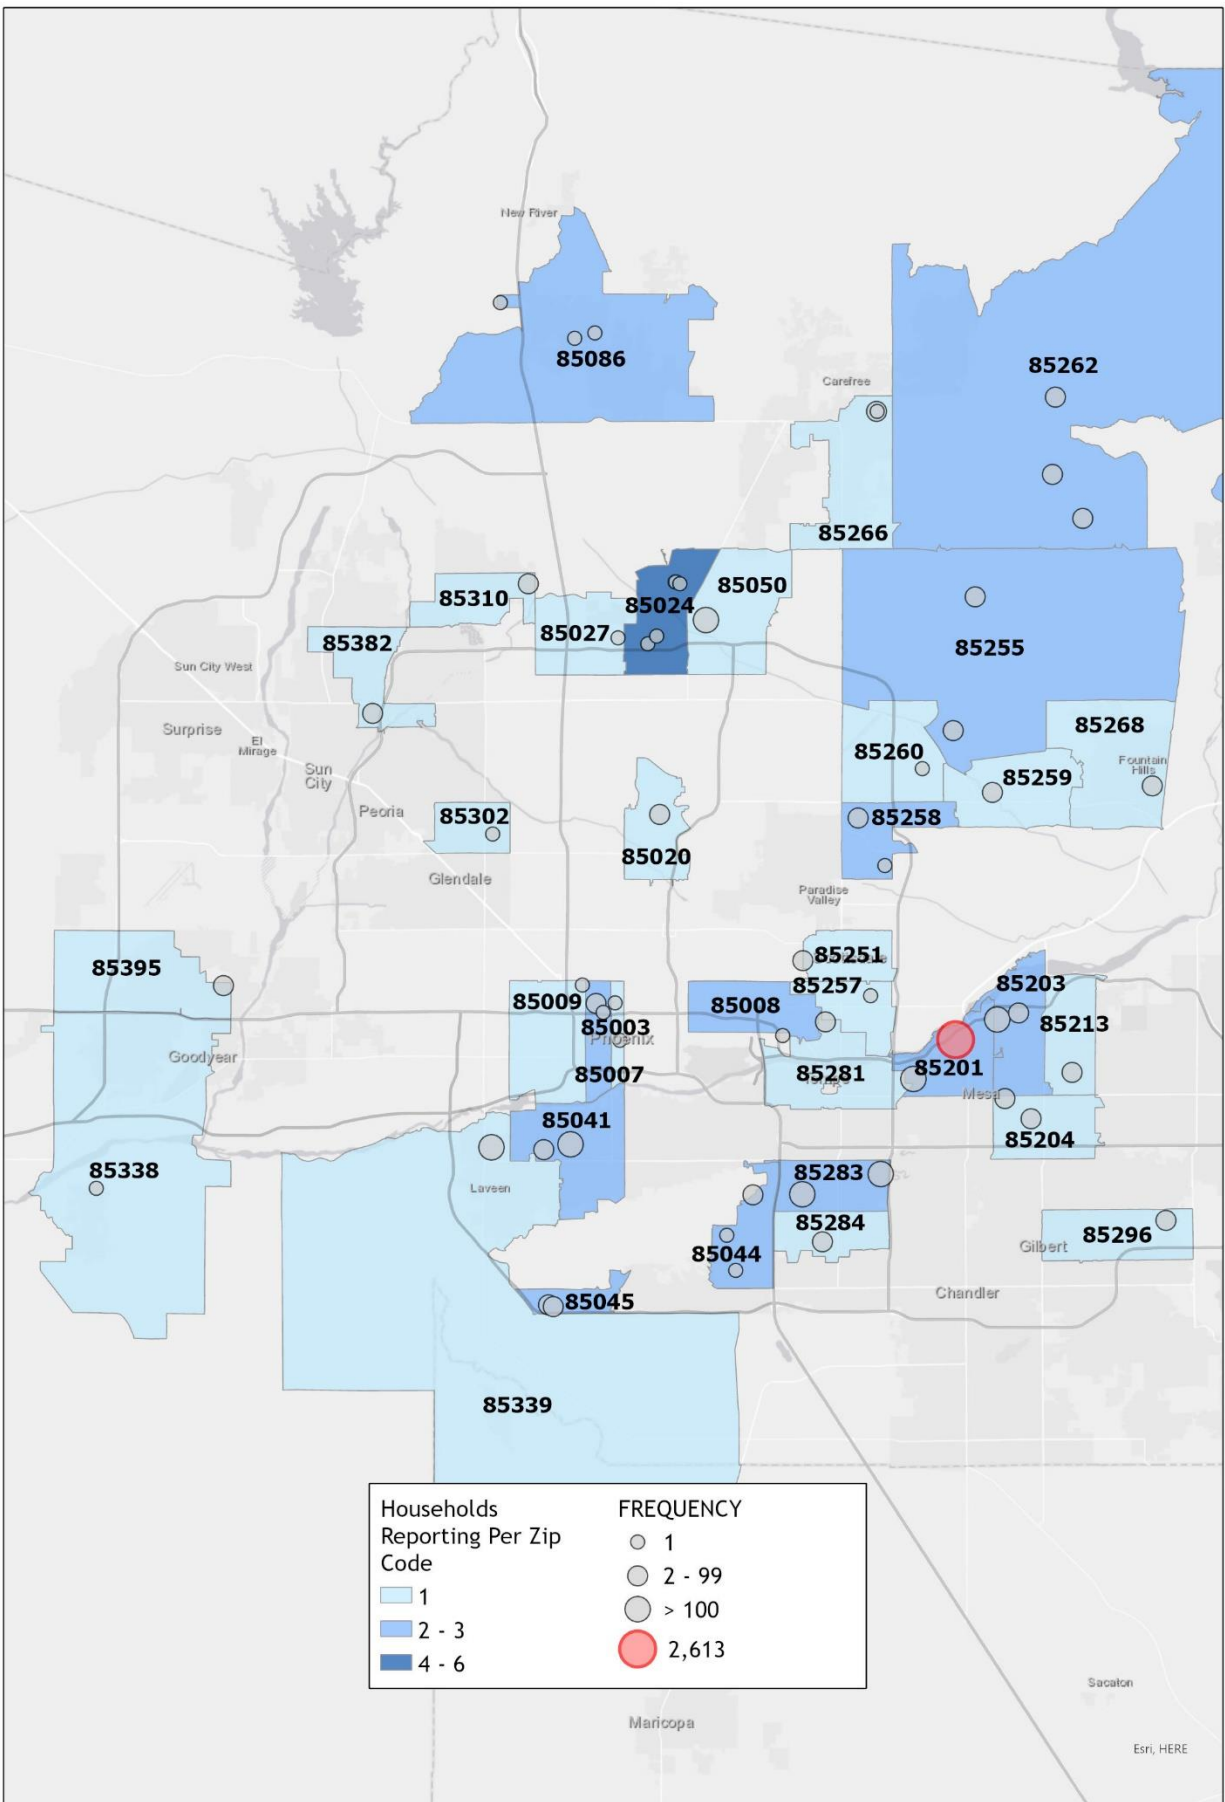 New River
85086
85262
Carefree
85266
85050
85310
85024
85027
85382
85255
Sun City West
Surprise
El
Mirage
85268
85260
Fountain
Hills
Sun
City
85259
Peoria
85302
85258
85020
Glendale
Paradise
Valley
85395
85251
85257
85203
85009
85008
85213
85003
Phoenix
Goodyear
85007
85281
85201
Mesa
85041
85204
85338
85283
Laveen
85284
85296
85044
Gilbert
Chandler
85045
85339
Households
Reporting Per Zip
Code
1
2 - 3
4 - 6
FREQUENCY
1
2 - 99
> 100
2,613
Sacaton
Maricopa
Esri, HERE